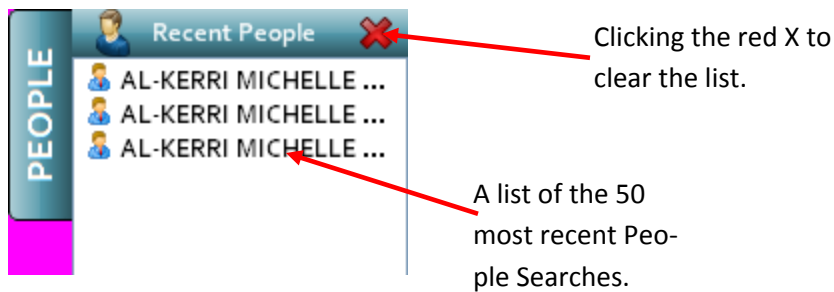 PEOPLE
Recent People
AL-KERRI MICHELLE ...
AL-KERRI MICHELLE ...
AL-KERRI MICHELLE ...
Clicking the red X to
clear the list.
A list of the 50
most recent Peo-
ple Searches.